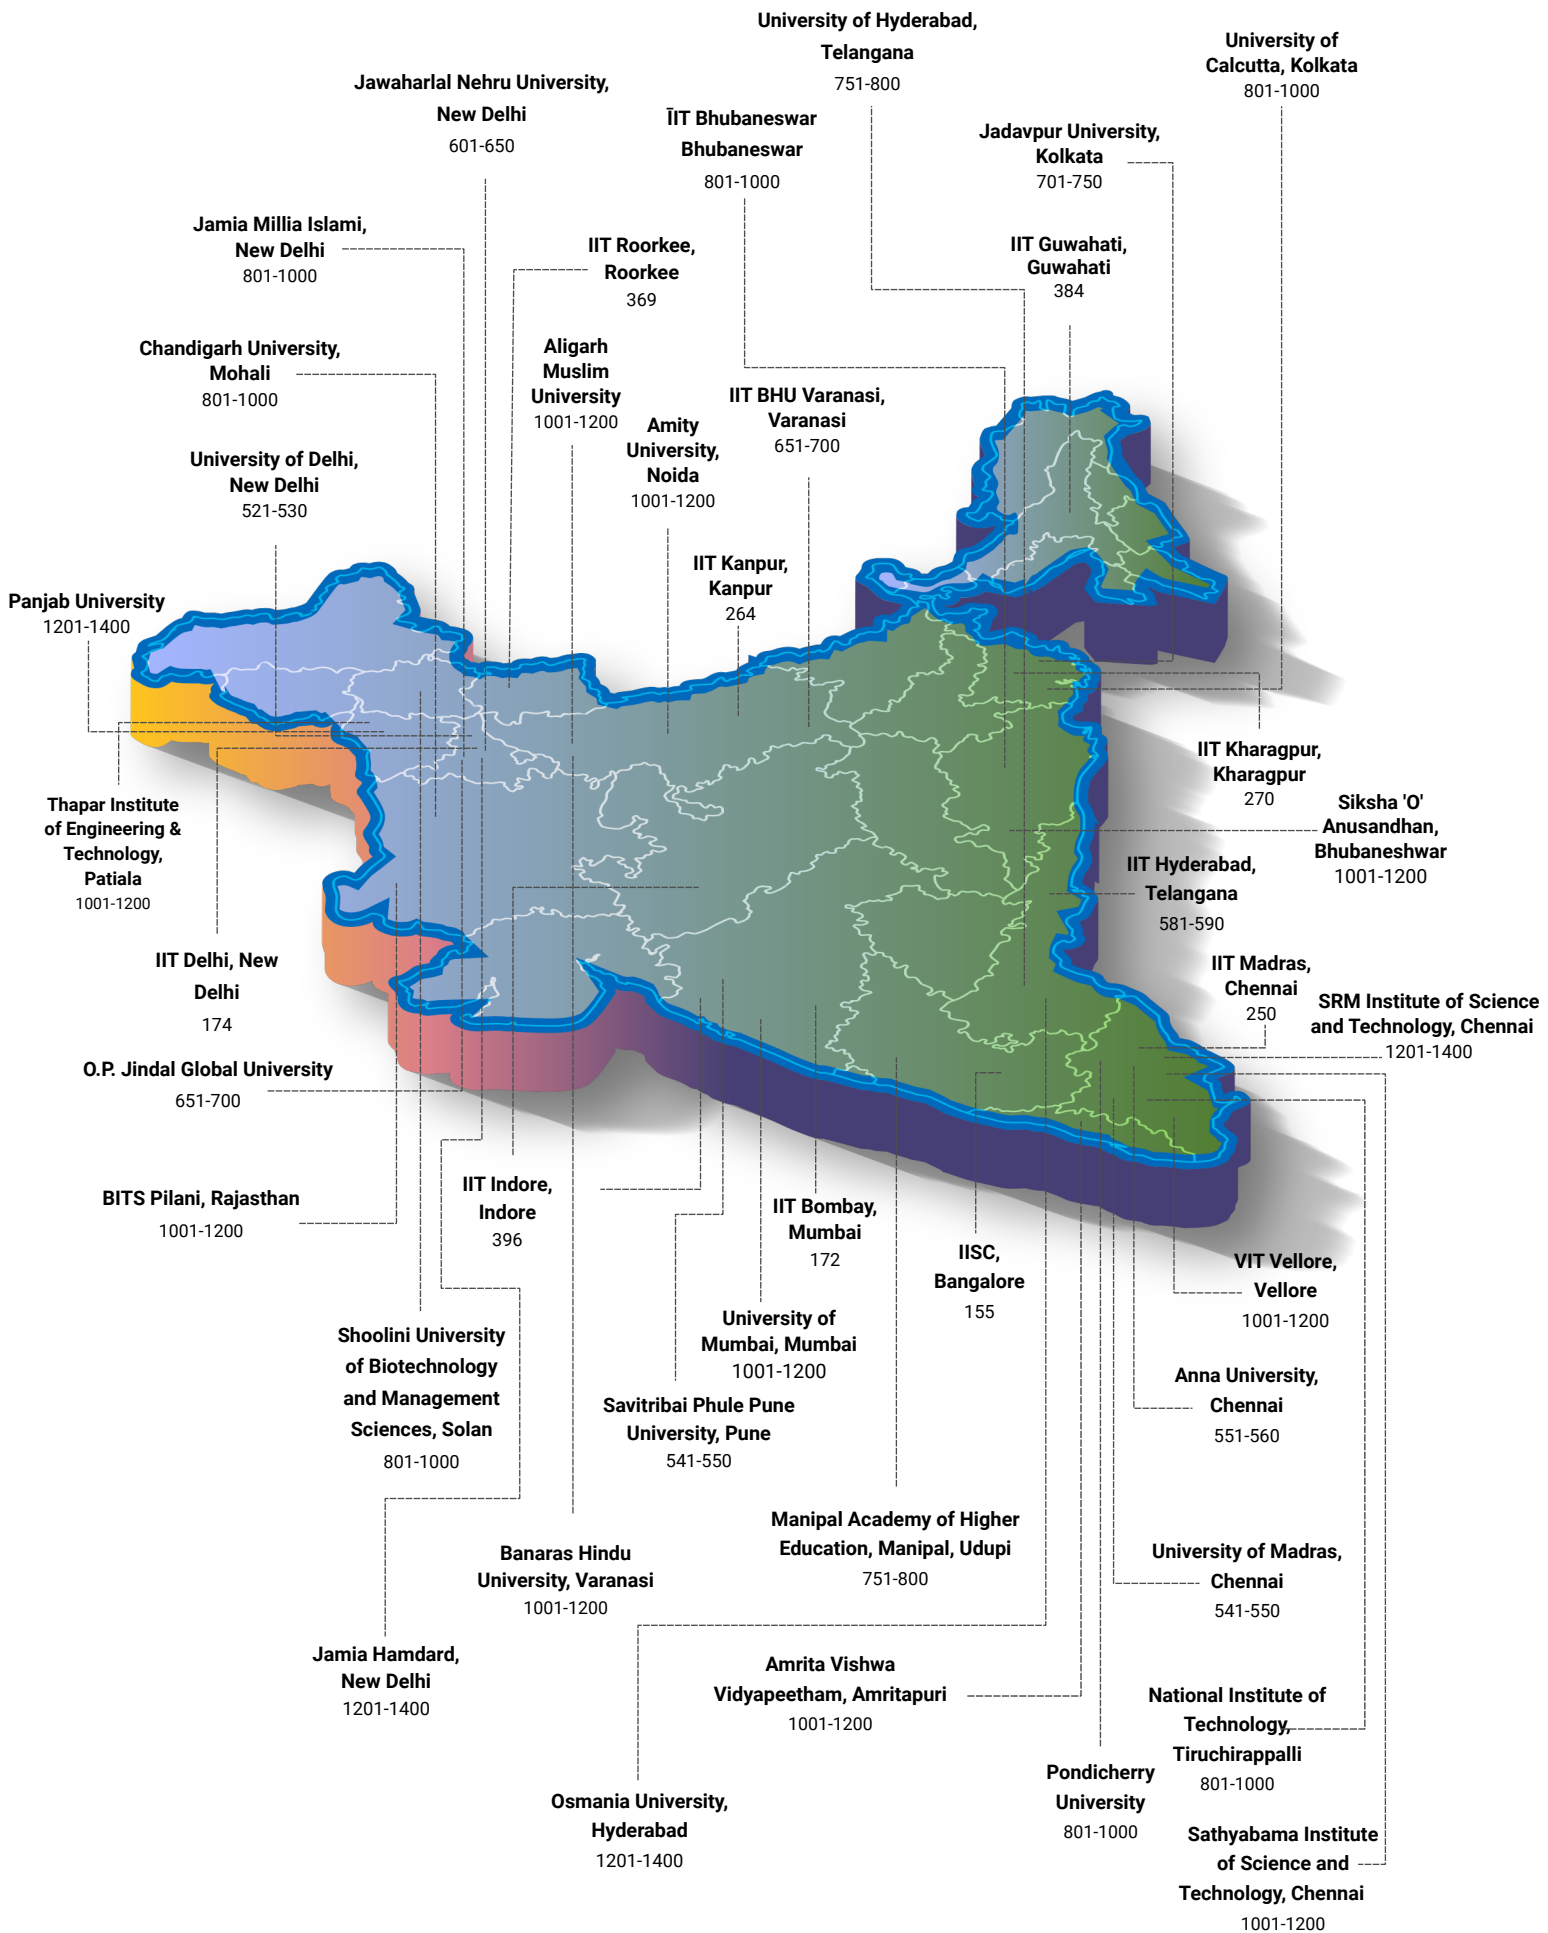 University of Hyderabad,
Telangana
751-800
University of
Calcutta, Kolkata
801-1000
Jawaharlal Nehru University,
New Delhi
601-650
ĪIT Bhubaneswar
Bhubaneswar
801-1000
Jadavpur University,
Kolkata
701-750
Jamia Millia Islami,
New Delhi
801-1000
IIT Roorkee,
Roorkee
369
IIT Guwahati,
Guwahati
384
Chandigarh University,
Mohali
801-1000
Aligarh
Muslim
University
1001-1200
IIT BHU Varanasi,
Varanasi
651-700
Amity
University,
Noida
1001-1200
University of Delhi,
New Delhi
521-530
IIT Kanpur,
Kanpur
264
Panjab University
1201-1400
IIT Kharagpur,
Kharagpur
270
Thapar Institute
of Engineering &
Technology,
Patiala
1001-1200
Siksha 'O'
Anusandhan,
Bhubaneshwar
1001-1200
IIT Hyderabad,
Telangana
581-590
IIT Delhi, New
Delhi
174
IIT Madras,
Chennai
250
SRM Institute of Science
and Technology, Chennai
1201-1400
O.P. Jindal Global University
651-700
BITS Pilani, Rajasthan
1001-1200
IIT Indore,
Indore
396
IIT Bombay,
Mumbai
172
IISC,
Bangalore
155
VIT Vellore,
Vellore
1001-1200
Shoolini University
of Biotechnology
and Management
Sciences, Solan
801-1000
University of
Mumbai, Mumbai
1001-1200
Savitribai Phule Pune
University, Pune
541-550
Anna University,
Chennai
551-560
Manipal Academy of Higher
Education, Manipal, Udupi
751-800
Banaras Hindu
University, Varanasi
1001-1200
University of Madras,
Chennai
541-550
Jamia Hamdard,
New Delhi
1201-1400
Amrita Vishwa
Vidyapeetham, Amritapuri
1001-1200
National Institute of
Technology,
Tiruchirappalli
801-1000
Pondicherry
University
801-1000
Osmania University,
Hyderabad
1201-1400
Sathyabama Institute
of Science and
Technology, Chennai
1001-1200